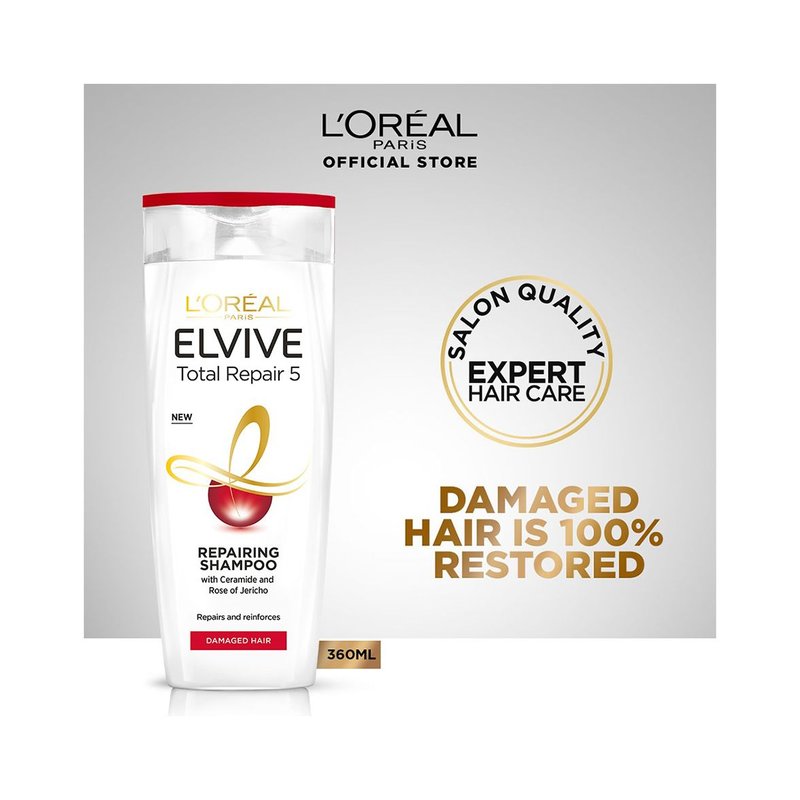 L'ORÉAL
PARIS
OFFICIAL STORE
L'ORÉAL
PARIS
ELVIVE
Total Repair 5
NEW
REPAIRING
SHAMPOO
with Ceramide and
Rose of Jericho
Repairs and reinforces
DAMAGED HAIR
360ML
SALON QUALITY
EXPERT
HAIR CARE
DAMAGED
HAIR IS 100%
RESTORED